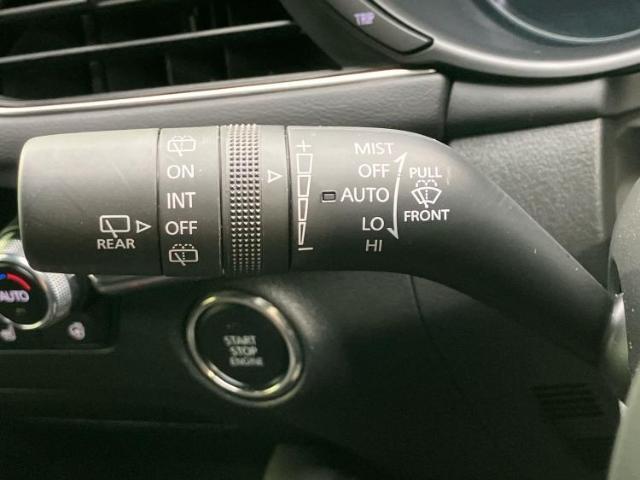 TRIP
ON
INT
OFF
REAR
MIST
OFF
AUTO
LO
HI
PULL
FRONT
AUTO
START
STOP
ENGINE